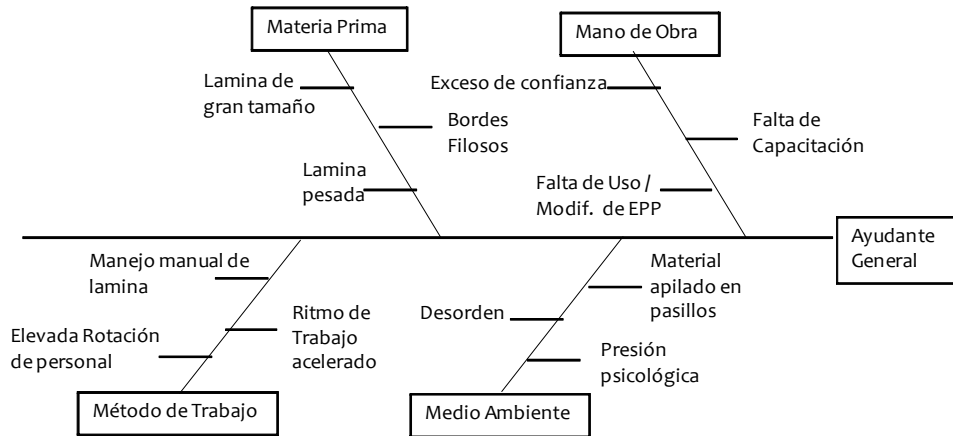 Materia Prima
Mano de Obra
Lamina de
gran tamaño
Bordes
Filosos
Lamina
pesada
Exceso de confianza
Falta de
Capacitación
Falta de Uso /
Modif. de EPP
Ayudante
General
Manejo manual de
lamina
Elevada Rotación
de personal
Ritmo de
Trabajo
acelerado
Material
apilado en
pasillos
Desorden
Presión
psicológica
Método de Trabajo
Medio Ambiente